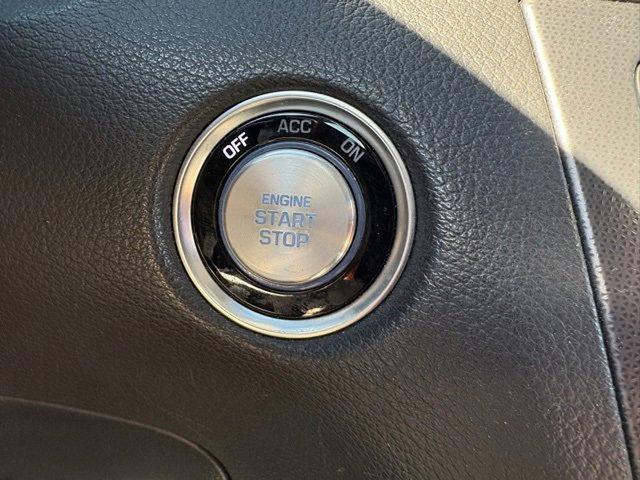 OFF ACC ON
ENGINE
START
STOP